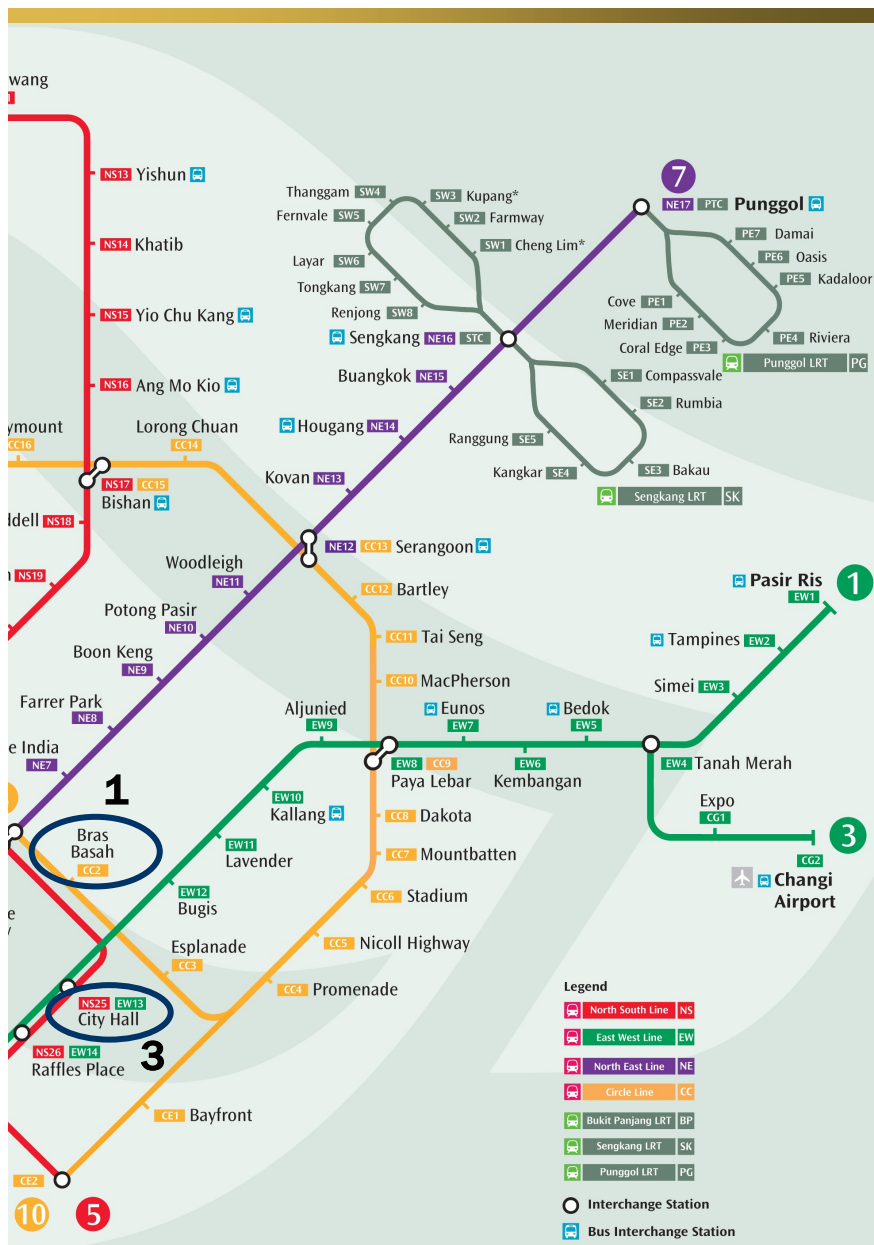 wang
NS13 Yishun
NS14 Khatib
NS15 Yio Chu Kang
NS16 Ang Mo Kio
ymount
CC16
Lorong Chuan
CC14
NS17 CC15
Bishan
ddell NS18
NS19
Thanggam SW4
SW3 Kupang*
Fernvale SW5
SW2 Farmway
SW1 Cheng Lim*
Layar SW6
Tongkang SW7
Renjong SW8
Sengkang NE16 STC
7
NE17 PTC Punggol
PE7 Damai
PE6 Oasis
PE5 Kadaloor
Cove PE1
Meridian PE2
Coral Edge PE3
PE4 Riviera
Punggol LRT PG
Buangkok NE15
SE1 Compassvale
SE2 Rumbia
Hougang NE14
Ranggung SE5
Kangkar SE4
SE3 Bakau
Sengkang LRT SK
Kovan NE13
NE12 CC13 Serangoon
Woodleigh
NE11
CC12 Bartley
Potong Pasir
NE10
CC11 Tai Seng
Boon Keng
NE9
CC10 MacPherson
Farrer Park
NE8
e India
NE7
Pasir Ris
EW1
1
Tampines EW2
Simei EW3
Aljunied
EW9
Eunos
EW7
Bedok
EW5
EW8 CC9
Paya Lebar
EW6
Kembangan
EW4 Tanah Merah
Expo
CG1
3
CG2
Changi
Airport
EW10
Kallang
CC8 Dakota
EW11
Lavender
CC7 Mountbatten
EW12
Bugis
CC6 Stadium
1
Bras
Basah
CC2
Esplanade
CC3
CC5 Nicoll Highway
CC4 Promenade
NS25 EW13
City Hall
3
NS26 EW14
Raffles Place
CE1 Bayfront
CE2
10
5
Legend
North South Line NS
East West Line EW
North East Line NE
Circle Line CC
Bukit Panjang LRT BP
Sengkang LRT SK
Punggol LRT PG
Interchange Station
Bus Interchange Station